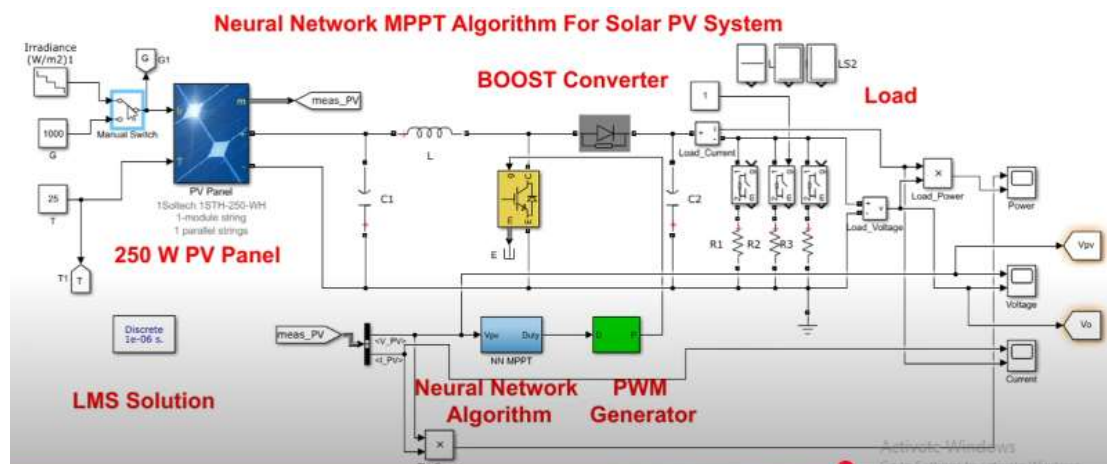 Neural Network MPPT Algorithm For Solar PV System
Irradiance
(W/m2)1
G
G1
LS2
BOOST Converter
Load
1
meas_PV
Manual Switch
1000
G
m
+
-
L
Load_Current
Load_Power
Power
25
T
PV Panel
1Soltech 1STH-250-WH
1-module string
1 parallel strings
C1
g
C
m
E
E
C2
R1
R2
R3
Load_Voltage
Vpv
250 W PV Panel
T1
T
Voltage
Vo
Discrete
1e-06 s.
meas_PV
<V_PV>
<I_PV>
Vpv
Duty
NN MPPT
D
P
Current
LMS Solution
Neural Network
Algorithm
PWM
Generator
×
×
Activate Windows